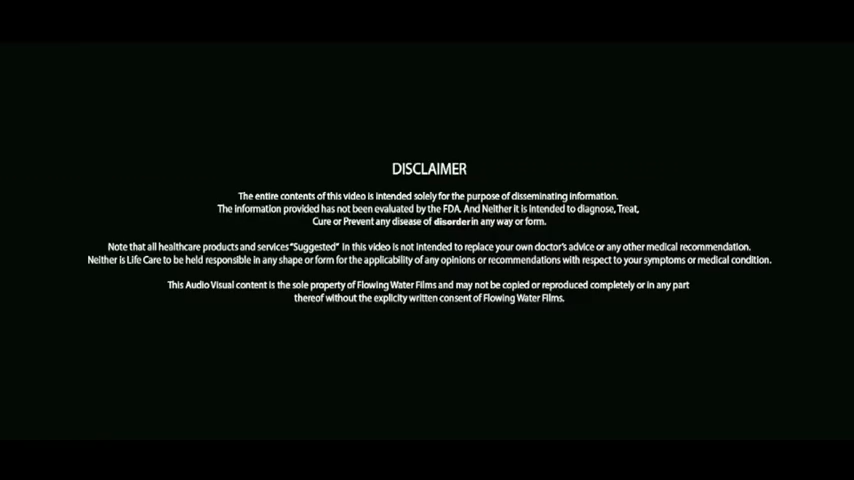 DISCLAIMER
The entire contents of this video is intended solely for the purpose of disseminating information.
The information provided has not been evaluated by the FDA. And Neither it is intended to diagnose, Treat,
Cure or Prevent any disease of disorder in any way or form.
Note that all healthcare products and services "Suggested" in this video is not intended to replace your own doctor's advice or any other medical recommendation.
Neither is Life Care to be held responsible in any shape or form for the applicability of any opinions or recommendations with respect to your symptoms or medical condition.
This Audio Visual content is the sole property of Flowing Water Films and may not be copied or reproduced completely or in any part
thereof without the explicity written consent of Flowing Water Films.